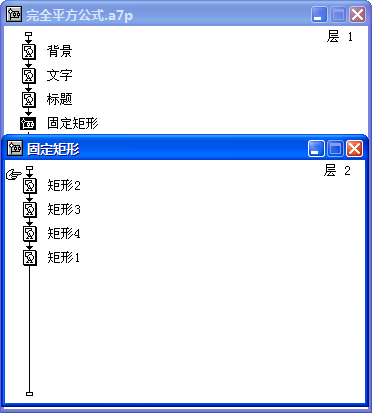 完全平方公式.a7p
层 1
背景
文字
标题
固定矩形
固定矩形
层 2
矩形2
矩形3
矩形4
矩形1